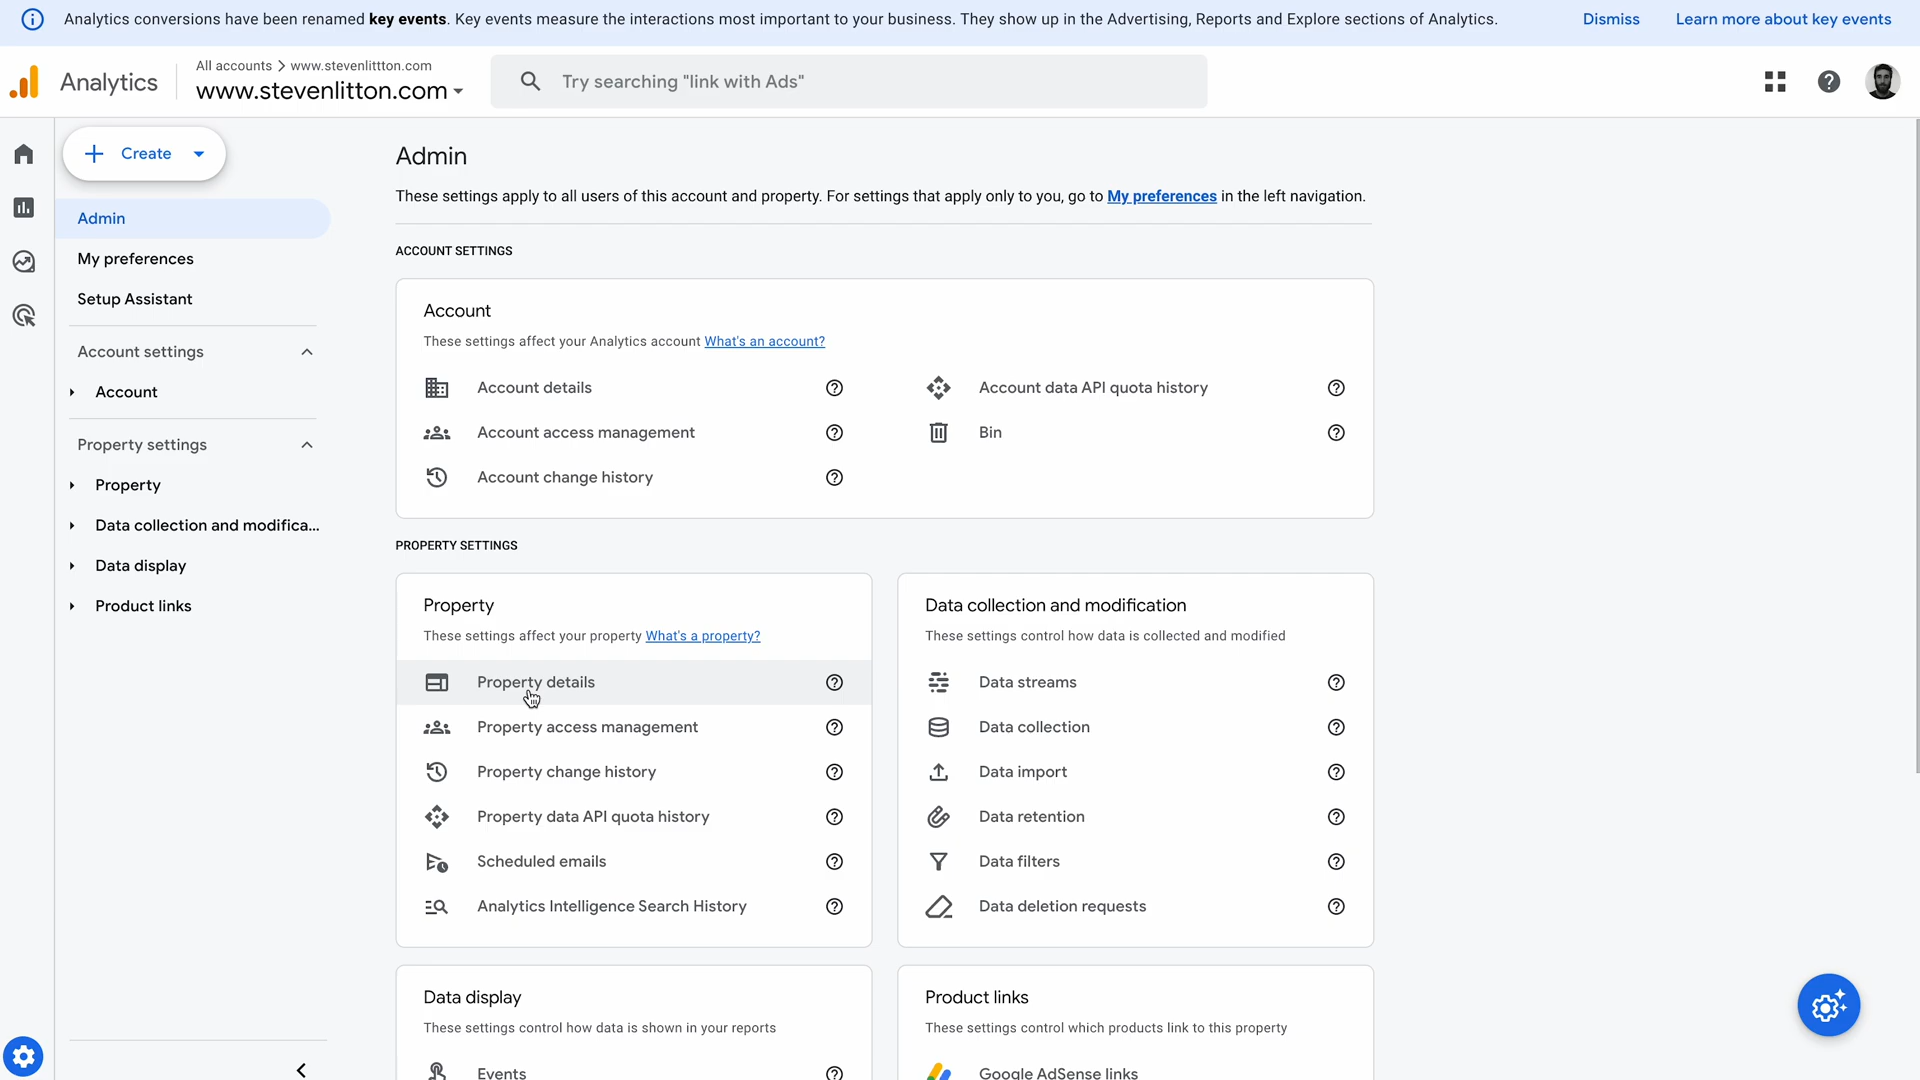 Analytics conversions have been renamed key events. Key events measure the interactions most important to your business. They show up in the Advertising, Reports and Explore sections of Analytics.
Dismiss
Learn more about key events
Analytics
All accounts > www.stevenlittton.com
www.stevenlitton.com
Try searching "link with Ads"
Create
Admin
My preferences
Setup Assistant
Account settings
Account
Property settings
Property
Data collection and modifica...
Data display
Product links
Admin
These settings apply to all users of this account and property. For settings that apply only to you, go to My preferences in the left navigation.
ACCOUNT SETTINGS
Account
These settings affect your Analytics account What's an account?
Account details
Account access management
Account change history
Account data API quota history
Bin
PROPERTY SETTINGS
Property
These settings affect your property What's a property?
Property details
Property access management
Property change history
Property data API quota history
Scheduled emails
Analytics Intelligence Search History
Data collection and modification
These settings control how data is collected and modified
Data streams
Data collection
Data import
Data retention
Data filters
Data deletion requests
Data display
These settings control how data is shown in your reports
Events
Product links
These settings control which products link to this property
Google AdSense links